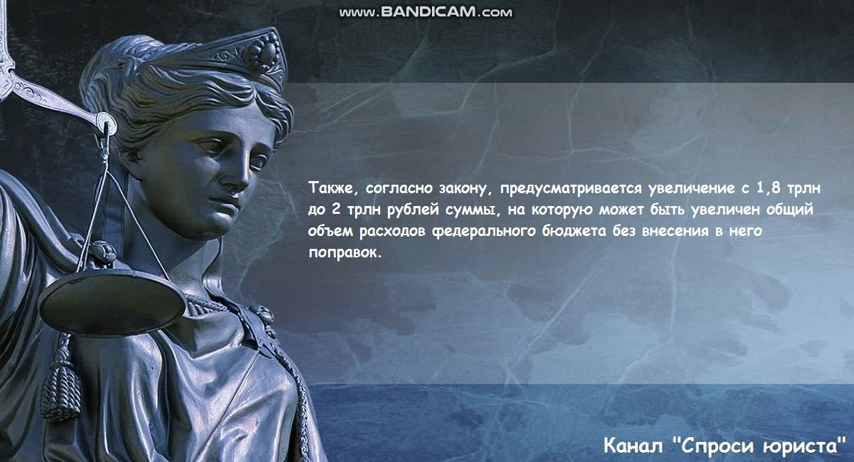 www.BANDICAM.com
Также, согласно закону, предусматривается увеличение с 1,8 трлн
до 2 трлн рублей суммы, на которую может быть увеличен общий
объем расходов федерального бюджета без внесения в него
поправок.
Канал "Спроси юриста"